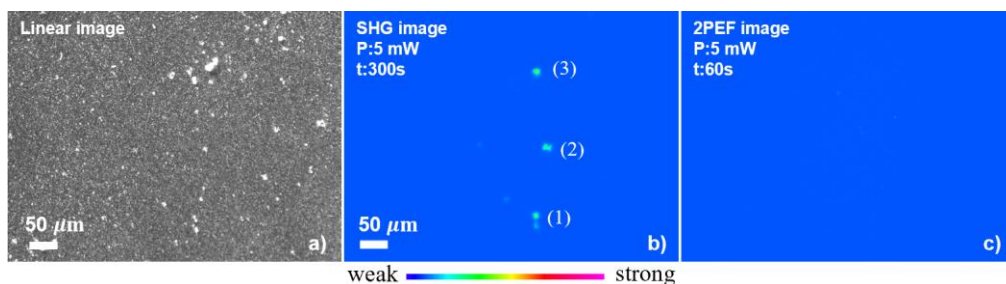 Linear image
50 μm
a)
SHG image
P:5 mW
t:300s
(3)
(2)
(1)
50 μm
b)
2PEF image
P:5 mW
t:60s
c)
weak strong